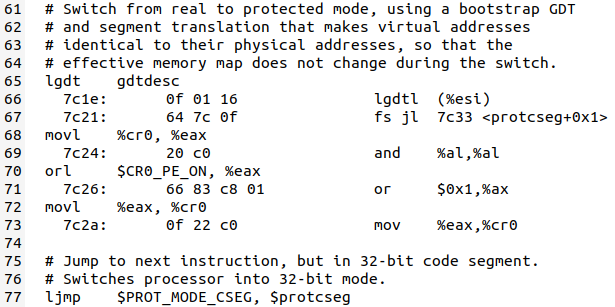 61 # Switch from real to protected mode, using a bootstrap GDT
62 # and segment translation that makes virtual addresses
63 # identical to their physical addresses, so that the
64 # effective memory map does not change during the switch.
65 lgdt    gdtdesc
66   7c1e:       0f 01 16                lgdtl  (%esi)
67   7c21:       64 7c 0f                fs jl  7c33 <protcseg+0x1>
68 movl    %cr0, %eax
69   7c24:       20 c0                   and    %al,%al
70 orl     $CR0_PE_ON, %eax
71   7c26:       66 83 c8 01             or     $0x1,%ax
72 movl    %eax, %cr0
73   7c2a:       0f 22 c0                mov    %eax,%cr0
74
75 # Jump to next instruction, but in 32-bit code segment.
76 # Switches processor into 32-bit mode.
77 ljmp    $PROT_MODE_CSEG, $protcseg